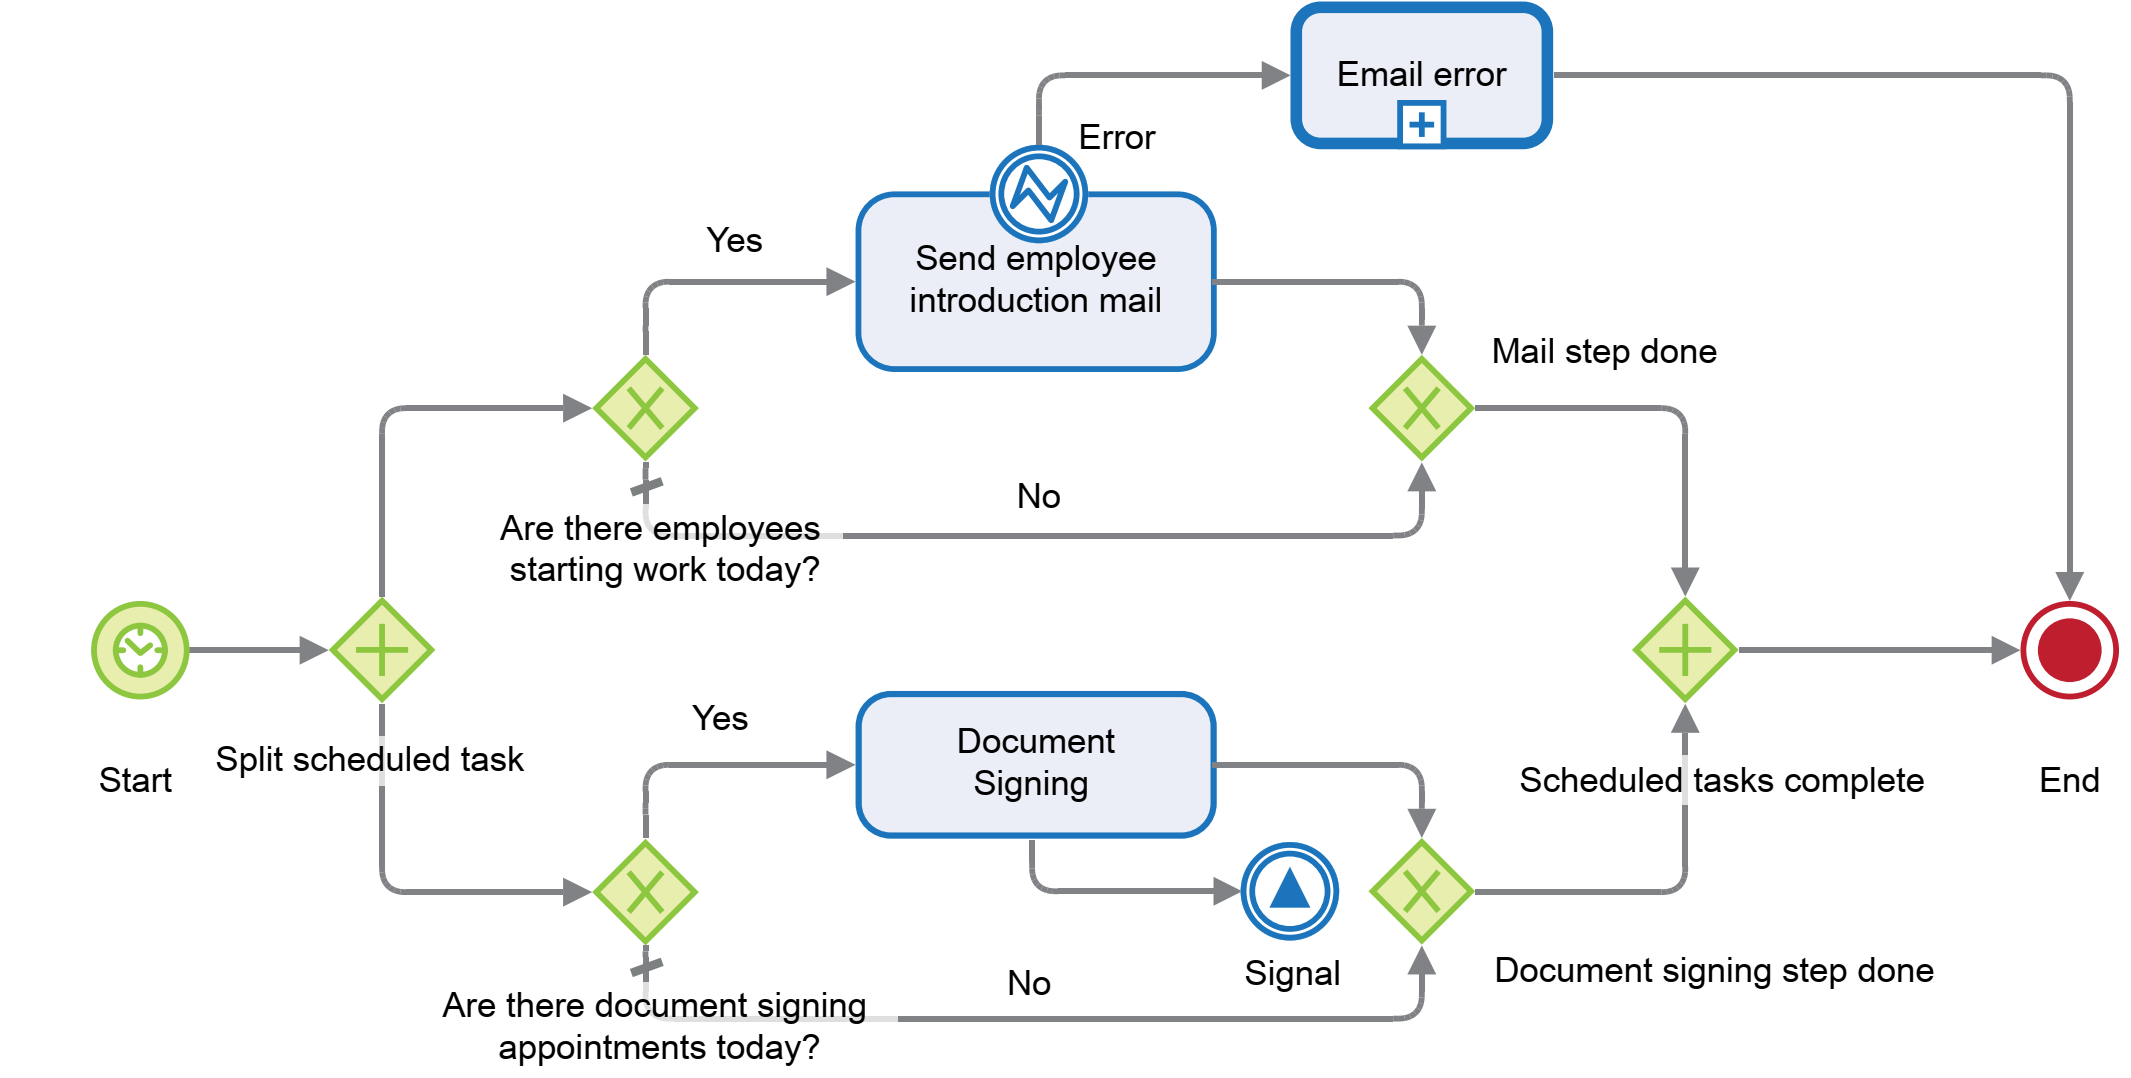 Email error
Error
Yes
Send employee
introduction mail
Mail step done
No
Are there employees
starting work today?
Yes
Document
Signing
Split scheduled task
Start
Scheduled tasks complete
End
Signal
No
Document signing step done
Are there document signing
appointments today?